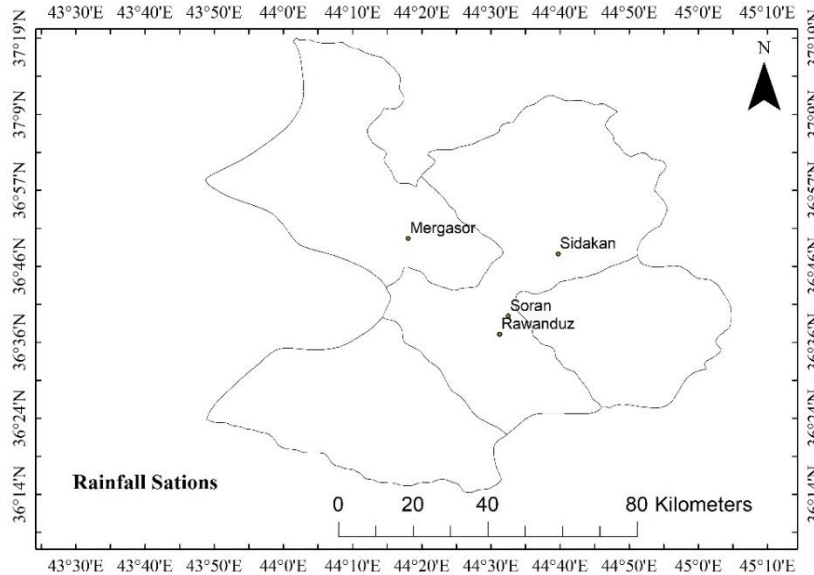 43°30'E 43°40'E 43°50'E 44°0'E 44°10'E 44°20'E 44°30'E 44°40'E 44°50'E 45°0'E 45°10'E
37°19'N 37°19'N
N
37°9'N 37°9'N
36°57'N 36°57'N
Mergasor
Sidakan
36°46'N 36°46'N
Soran
Rawanduz
36°36'N 36°36'N
36°24'N 36°24'N
Rainfall Sations
36°14'N 36°14'N
0 20 40 80 Kilometers
43°30'E 43°40'E 43°50'E 44°0'E 44°10'E 44°20'E 44°30'E 44°40'E 44°50'E 45°0'E 45°10'E